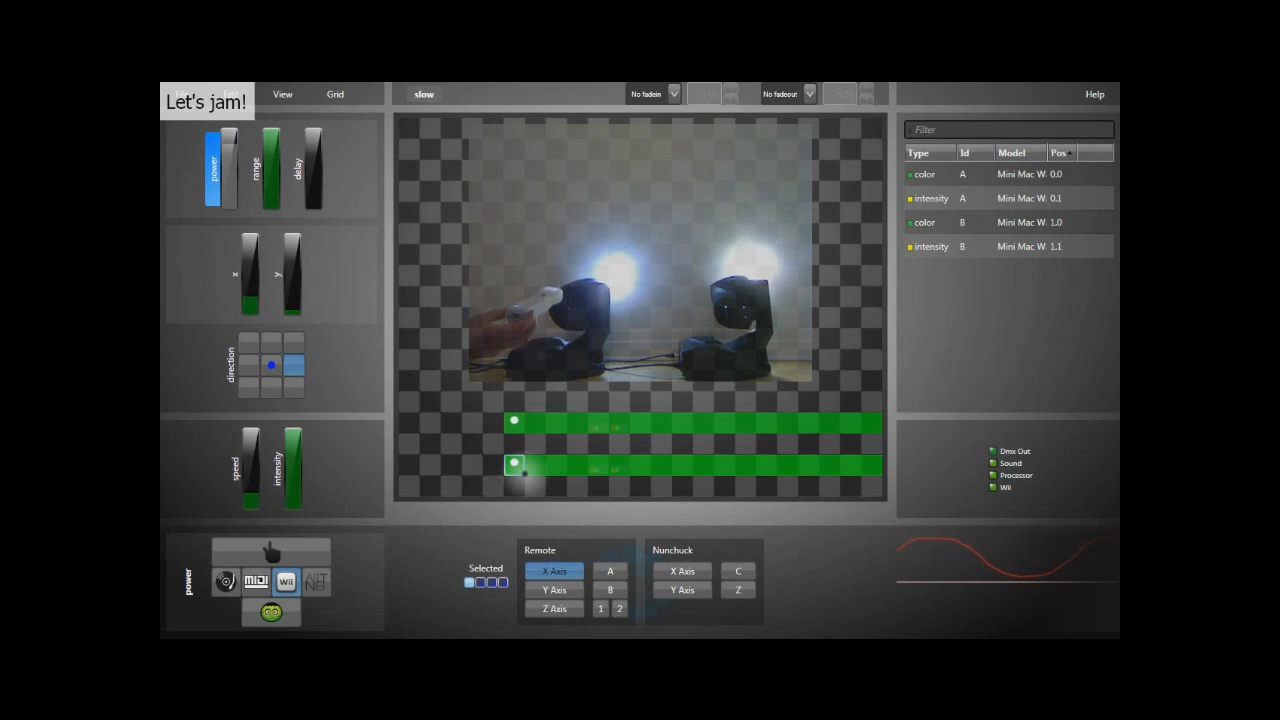 Let's jam!
View
Grid
slow
No fadein
No fadeout
Help
power
range
delay
x
y
direction
speed
intensity
Filter
Type Id Model Pos
color A Mini Mac W. 0.0
intensity A Mini Mac W. 0.1
color B Mini Mac W. 1.0
intensity B Mini Mac W. 1.1
Dmx Out
Sound
Processor
Wii
power
MIDI
Wii
ART NET
Selected
Remote
X Axis A
Y Axis B
Z Axis 1 2
Nunchuck
X Axis C
Y Axis Z